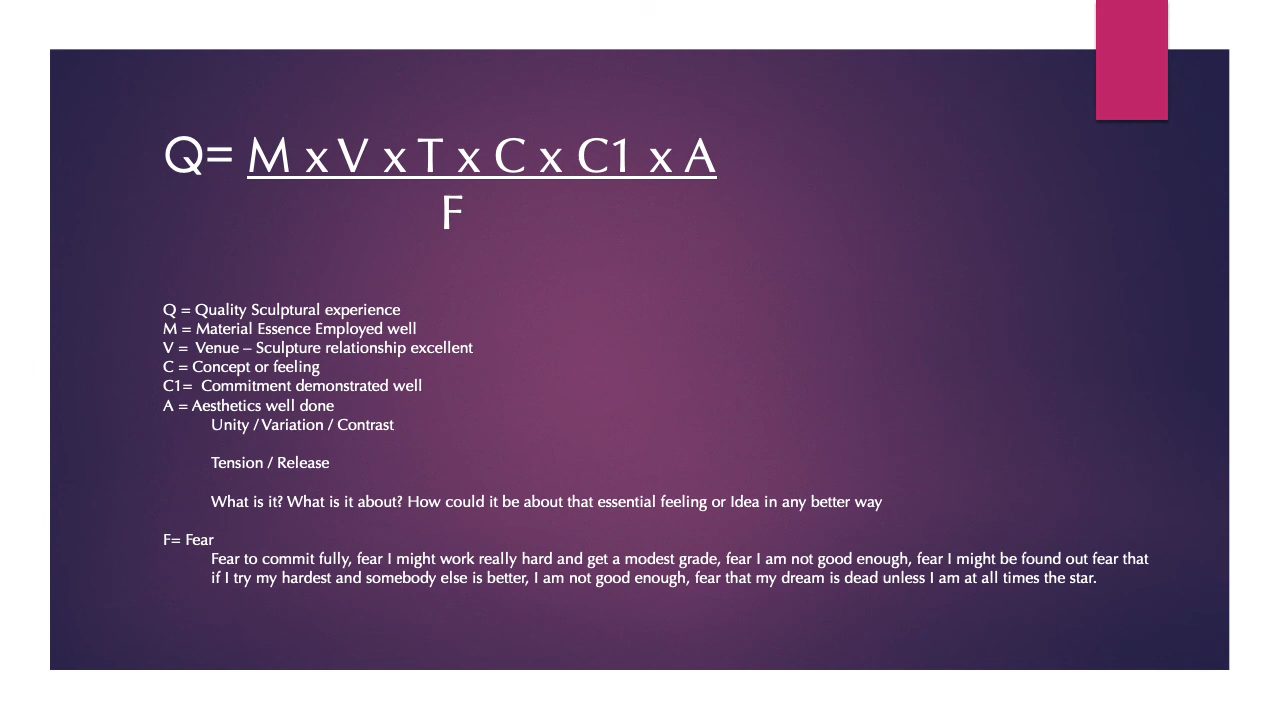 Q= M x V x T x C x C1 x A
F
Q = Quality Sculptural experience
M = Material Essence Employed well
V = Venue – Sculpture relationship excellent
C = Concept or feeling
C1= Commitment demonstrated well
A = Aesthetics well done
Unity / Variation / Contrast
Tension / Release
What is it? What is it about? How could it be about that essential feeling or Idea in any better way
F= Fear
Fear to commit fully, fear I might work really hard and get a modest grade, fear I am not good enough, fear I might be found out fear that
if I try my hardest and somebody else is better, I am not good enough, fear that my dream is dead unless I am at all times the star.